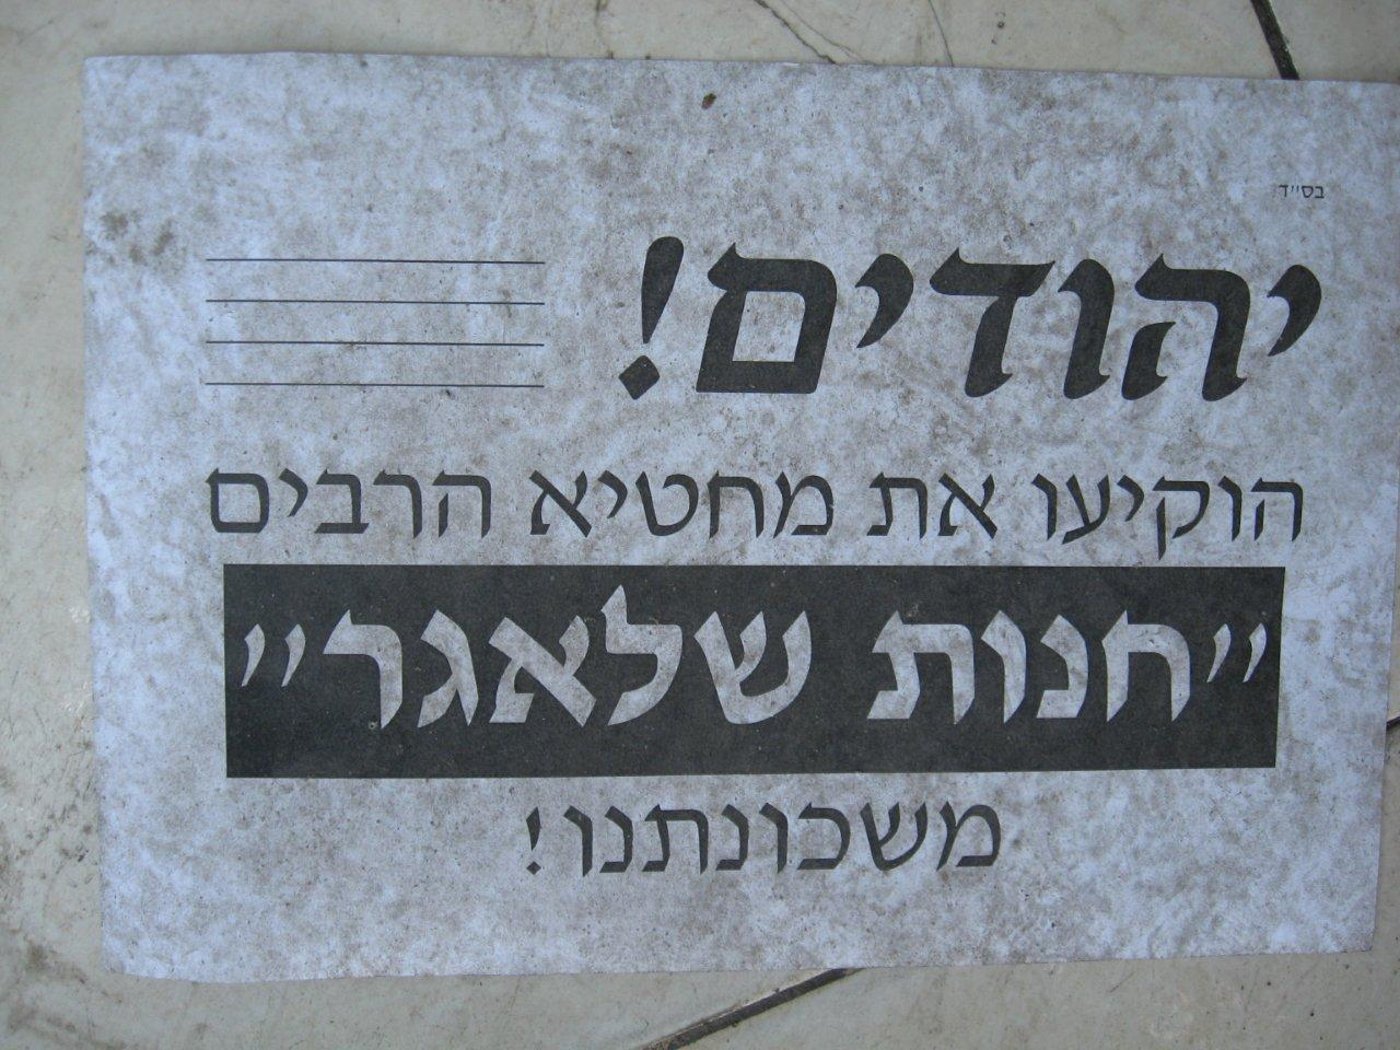 בס''ד
יהודים!
הוקיעו את מחטיא הרבים
"חנות שלאגר"
משכונתנו!